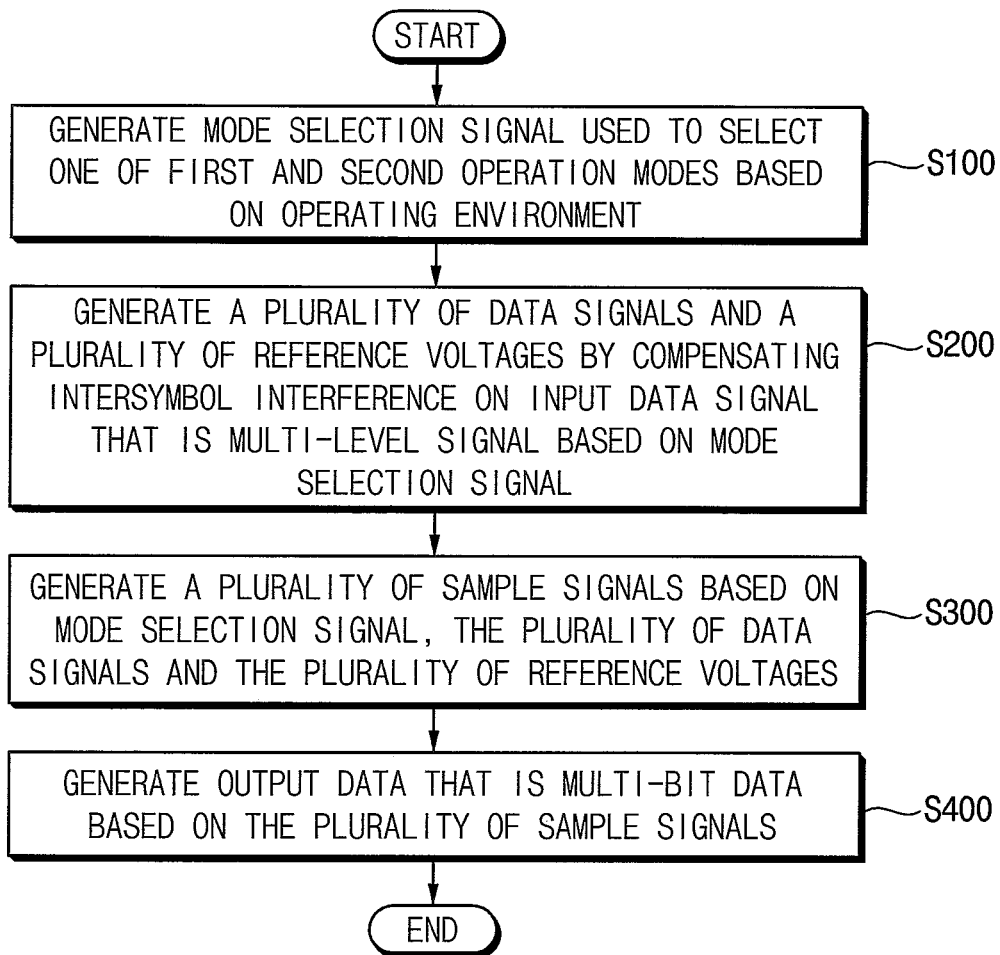 START
GENERATE MODE SELECTION SIGNAL USED TO SELECT
ONE OF FIRST AND SECOND OPERATION MODES BASED
ON OPERATING ENVIRONMENT
S100
GENERATE A PLURALITY OF DATA SIGNALS AND A
PLURALITY OF REFERENCE VOLTAGES BY COMPENSATING
INTERSYMBOL INTERFERENCE ON INPUT DATA SIGNAL
THAT IS MULTI-LEVEL SIGNAL BASED ON MODE
SELECTION SIGNAL
S200
GENERATE A PLURALITY OF SAMPLE SIGNALS BASED ON
MODE SELECTION SIGNAL, THE PLURALITY OF DATA
SIGNALS AND THE PLURALITY OF REFERENCE VOLTAGES
S300
GENERATE OUTPUT DATA THAT IS MULTI-BIT DATA
BASED ON THE PLURALITY OF SAMPLE SIGNALS
S400
END